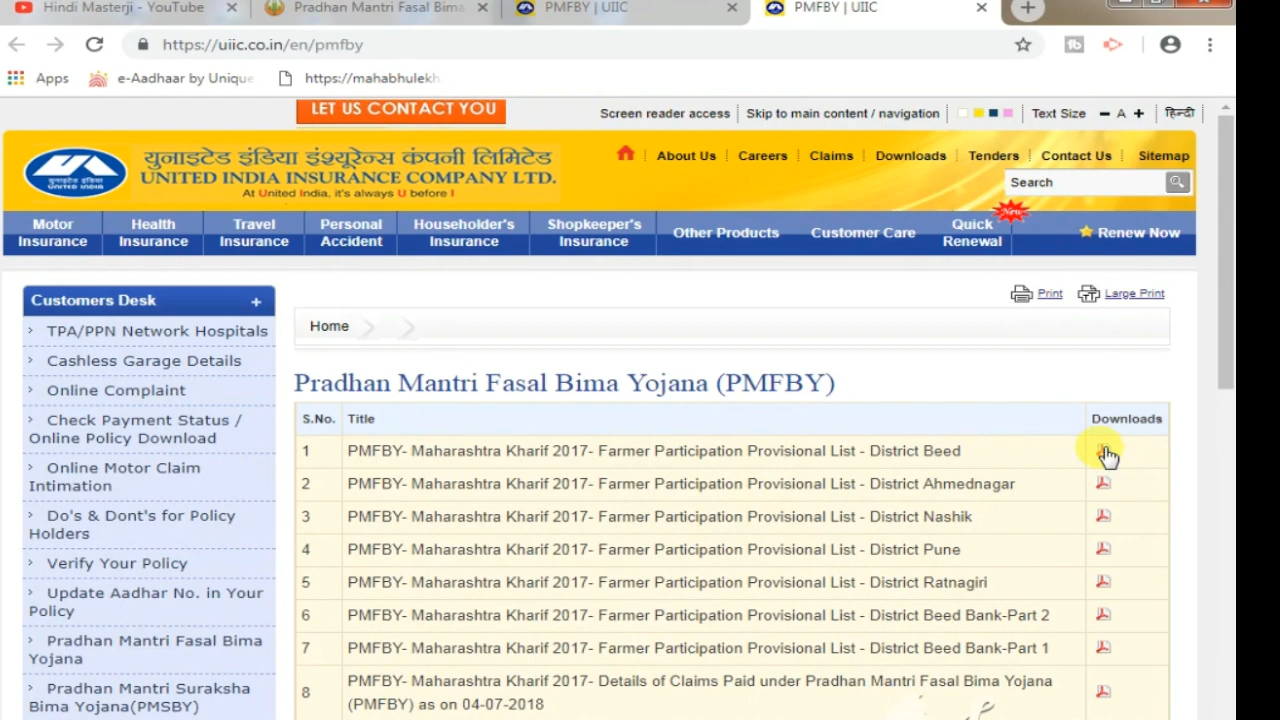 Hindi Masterji - YouTube
Pradhan Mantri Fasal Bima
PMFBY | UIIC
PMFBY | UIIC
https://uiic.co.in/en/pmfby
Apps
e-Aadhaar by Unique
https://mahabhulekh
LET US CONTACT YOU
Screen reader access
Skip to main content / navigation
Text Size
A
हिन्दी
युनाइटेड इंडिया इंश्यूरेन्स कंपनी लिमिटेड
UNITED INDIA INSURANCE COMPANY LTD.
At United India, it's always U before I
युनाइटेड इंडिया
UNITED INDIA
About Us
Careers
Claims
Downloads
Tenders
Contact Us
Sitemap
Search
New
Motor Insurance
Health Insurance
Travel Insurance
Personal Accident
Householder's Insurance
Shopkeeper's Insurance
Other Products
Customer Care
Quick Renewal
Renew Now
Customers Desk +
TPA/PPN Network Hospitals
Cashless Garage Details
Online Complaint
Check Payment Status /
Online Policy Download
Online Motor Claim
Intimation
Do's & Dont's for Policy
Holders
Verify Your Policy
Update Aadhar No. in Your
Policy
Pradhan Mantri Fasal Bima
Yojana
Pradhan Mantri Suraksha
Bima Yojana(PMSBY)
Print
Large Print
Home
Pradhan Mantri Fasal Bima Yojana (PMFBY)
S.No. Title Downloads
1 PMFBY- Maharashtra Kharif 2017- Farmer Participation Provisional List - District Beed
2 PMFBY- Maharashtra Kharif 2017- Farmer Participation Provisional List - District Ahmednagar
3 PMFBY- Maharashtra Kharif 2017- Farmer Participation Provisional List - District Nashik
4 PMFBY- Maharashtra Kharif 2017- Farmer Participation Provisional List - District Pune
5 PMFBY- Maharashtra Kharif 2017- Farmer Participation Provisional List - District Ratnagiri
6 PMFBY- Maharashtra Kharif 2017- Farmer Participation Provisional List - District Beed Bank-Part 2
7 PMFBY- Maharashtra Kharif 2017- Farmer Participation Provisional List - District Beed Bank-Part 1
8 PMFBY- Maharashtra Kharif 2017- Details of Claims Paid under Pradhan Mantri Fasal Bima Yojana
(PMFBY) as on 04-07-2018